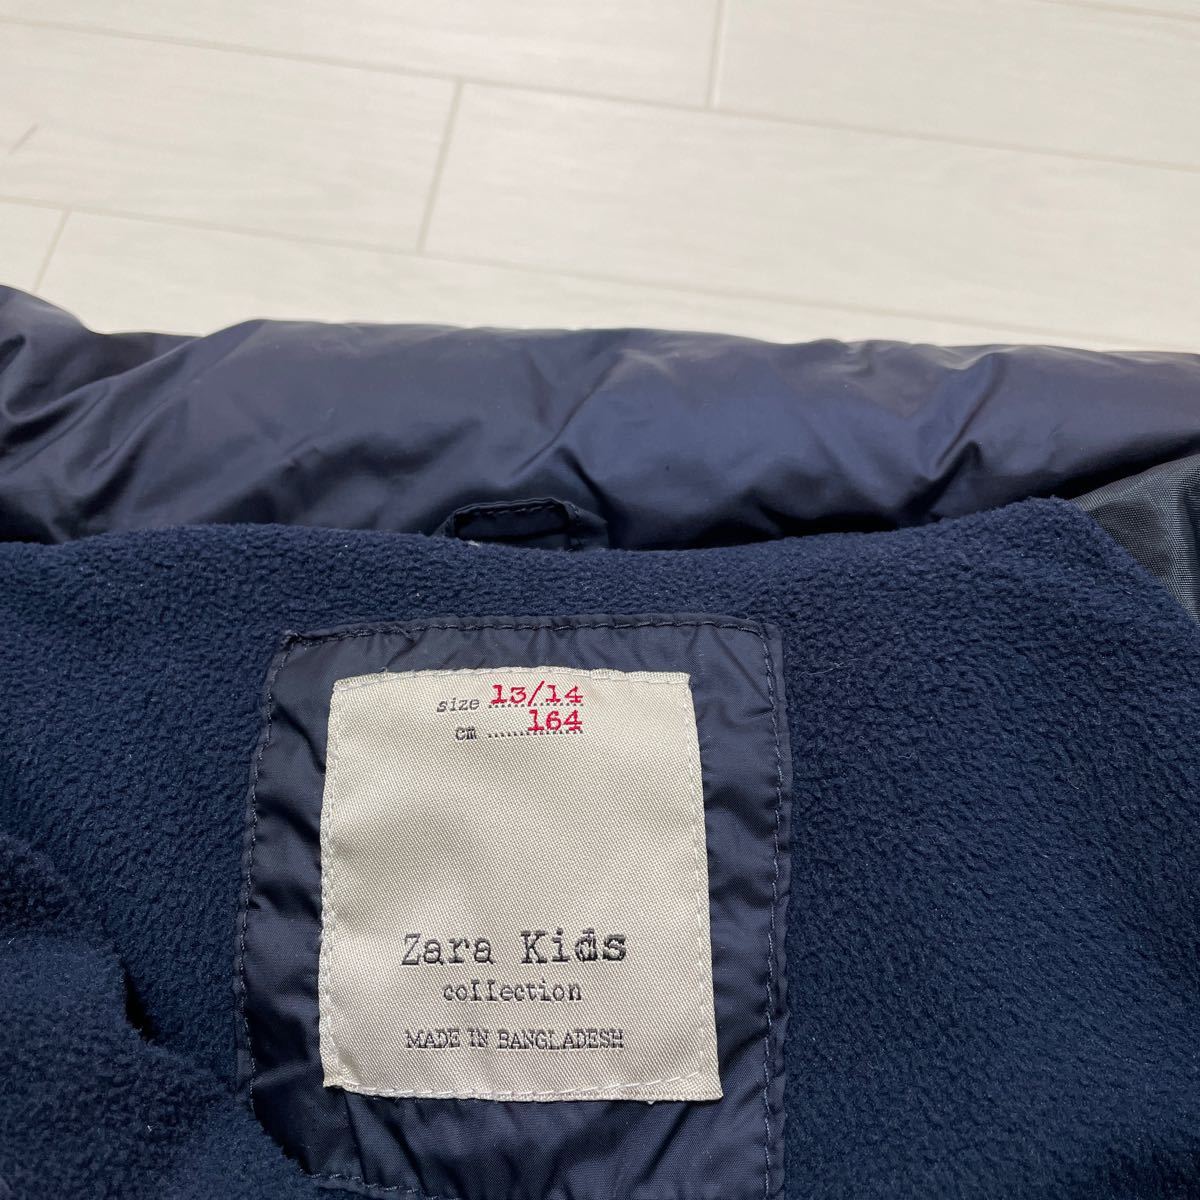 size 13/14
cm 164
Zara Kids
collection
MADE IN BANGLADESH